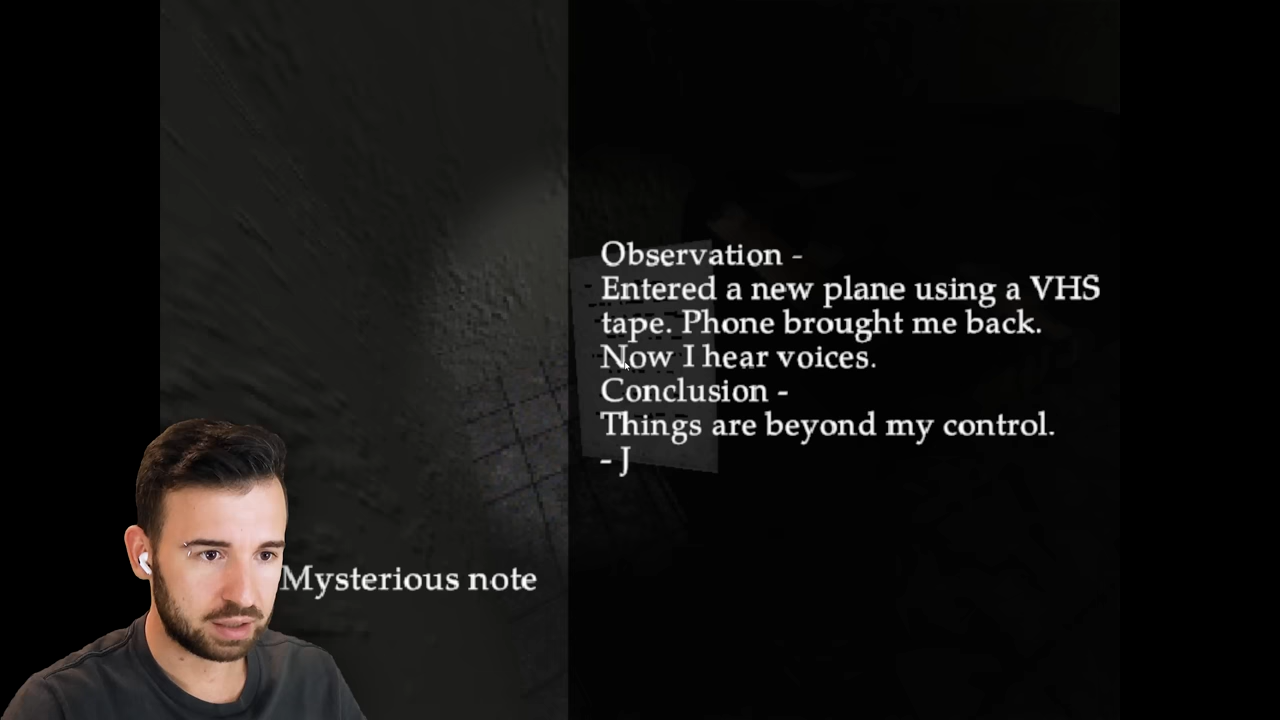 Observation -
Entered a new plane using a VHS
tape. Phone brought me back.
Now I hear voices.
Conclusion -
Things are beyond my control.
- J
Mysterious note